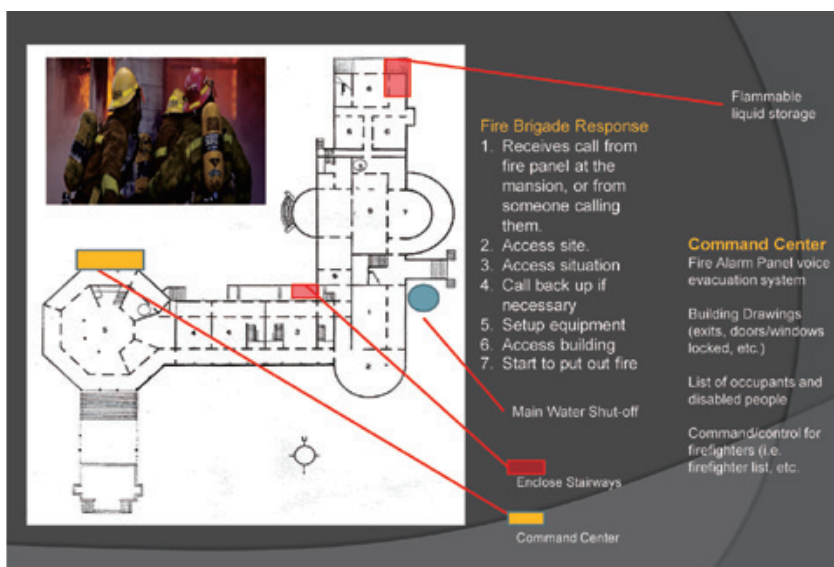 Flammable
liquid storage
Fire Brigade Response
1. Receives call from
fire panel at the
mansion, or from
someone calling
them.
2. Access site.
3. Access situation
4. Call back up if
necessary
5. Setup equipment
6. Access building
7. Start to put out fire
Command Center
Fire Alarm Panel voice
evacuation system
Building Drawings
(exits, doors/windows
locked, etc.)
List of occupants and
disabled people
Command/control for
firefighters (i.e.
firefighter list, etc.
Main Water Shut-off
Enclose Stairways
Command Center